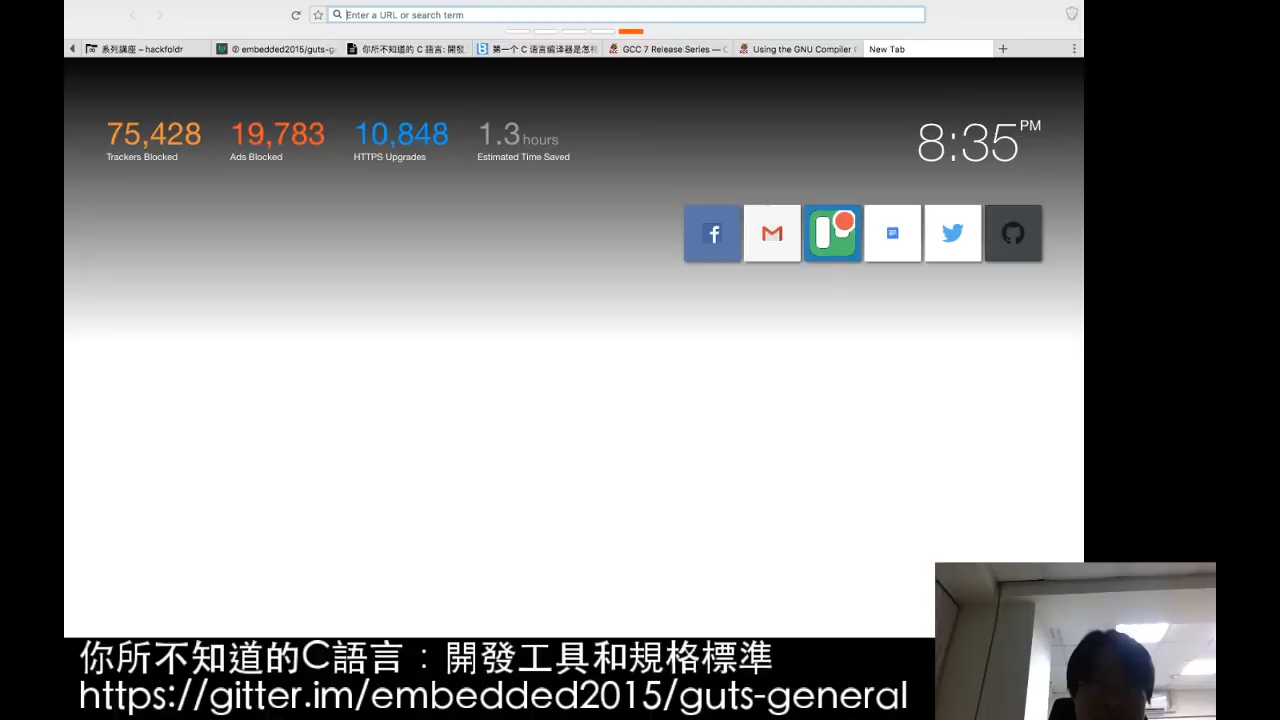 Enter a URL or search term
系列講座 – hackfoldr
embedded2015/guts-g
你所不知道的 C 語言: 開發
第一个 C 语言编译器是怎样
GCC 7 Release Series — C
Using the GNU Compiler C
New Tab
75,428
Trackers Blocked
19,783
Ads Blocked
10,848
HTTPS Upgrades
1.3 hours
Estimated Time Saved
8:35 PM
你所不知道的C語言：開發工具和規格標準
https://gitter.im/embedded2015/guts-general